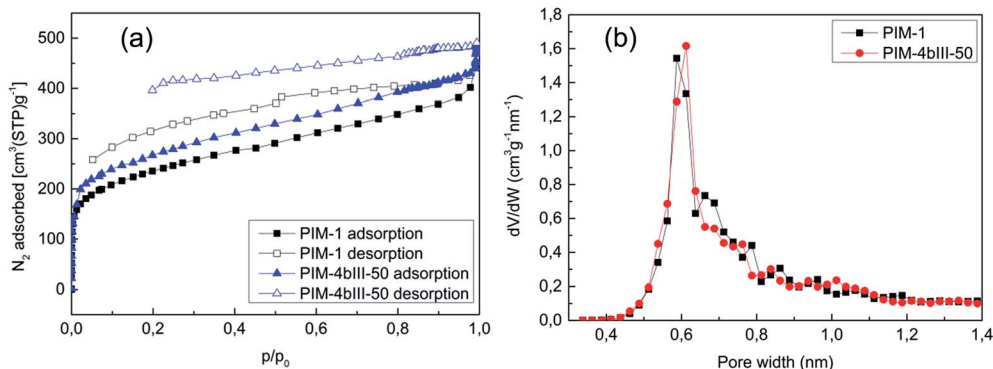 (a)
N2 adsorbed [cm3(STP)g-1]
500
400
300
200
100
0
PIM-1 adsorption
PIM-1 desorption
PIM-4bIII-50 adsorption
PIM-4bIII-50 desorption
0,0 0,2 0,4 0,6 0,8 1,0
p/p0
(b)
dV/dW (cm3g-1nm-1)
1,8
1,6
1,4
1,2
1,0
0,8
0,6
0,4
0,2
0,0
PIM-1
PIM-4bIII-50
0,4 0,6 0,8 1,0 1,2 1,4
Pore width (nm)